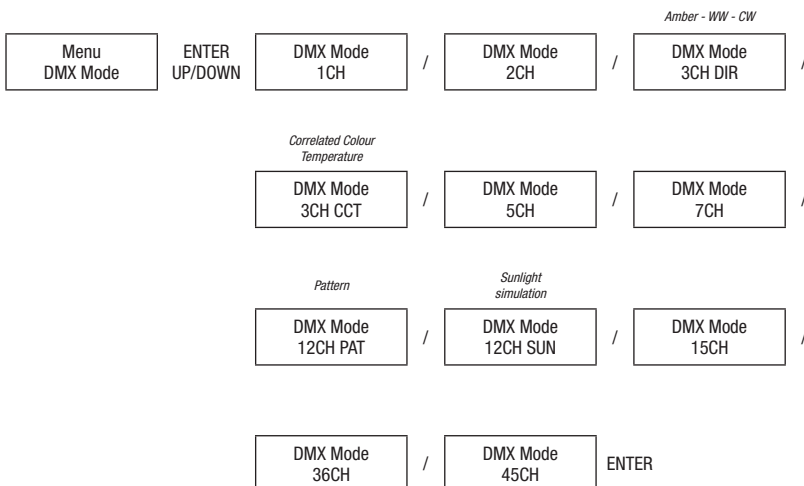 Amber - WW - CW
Menu
DMX Mode
ENTER
UP/DOWN
DMX Mode
1CH
/
DMX Mode
2CH
/
DMX Mode
3CH DIR
/
Correlated Colour
Temperature
DMX Mode
3CH CCT
/
DMX Mode
5CH
/
DMX Mode
7CH
/
Pattern
Sunlight
simulation
DMX Mode
12CH PAT
/
DMX Mode
12CH SUN
/
DMX Mode
15CH
/
DMX Mode
36CH
/
DMX Mode
45CH
ENTER